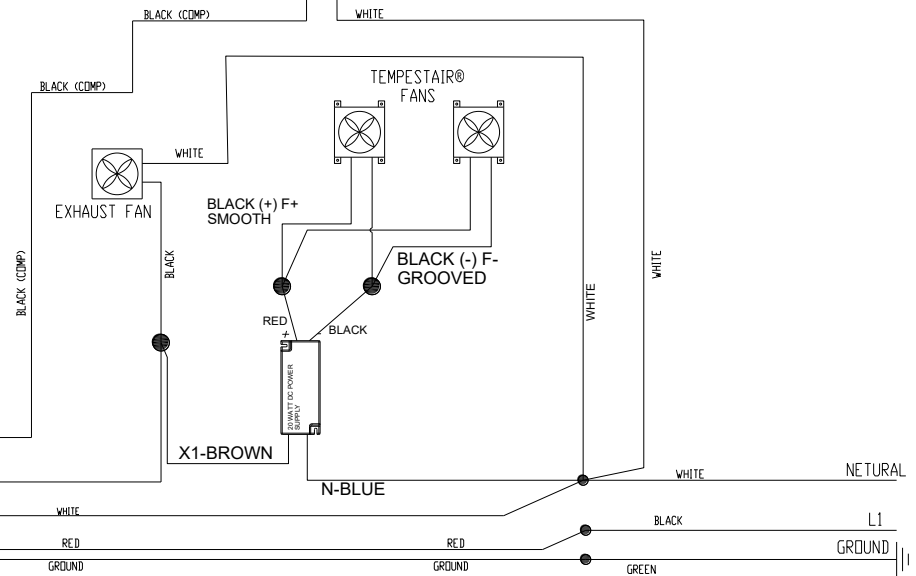 BLACK (COMP)
WHITE
BLACK (COMP)
TEMPESTAIR®
FANS
WHITE
EXHAUST FAN
BLACK (+) F+
SMOOTH
BLACK (-) F-
GROOVED
BLACK (COMP)
BLACK
WHITE
WHITE
RED
+
-
BLACK
20 WATT DC POWER
SUPPLY
X1-BROWN
N-BLUE
WHITE
NETURAL
WHITE
BLACK
L1
RED
RED
GROUND
GROUND
GROUND
GREEN